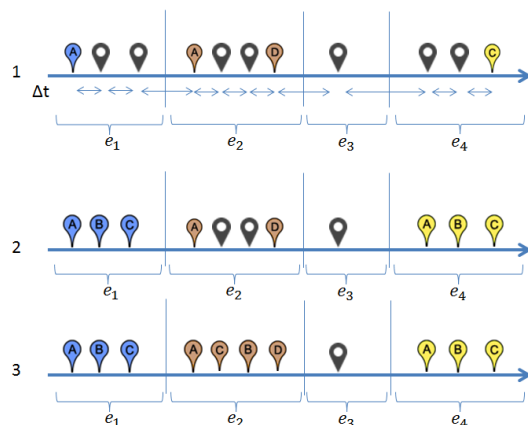 A A D C
1
Δt
e1 e2 e3 e4
A B C A D A B C
2
e1 e2 e3 e4
A B C A C B D A B C
3
e1 e2 e3 e4